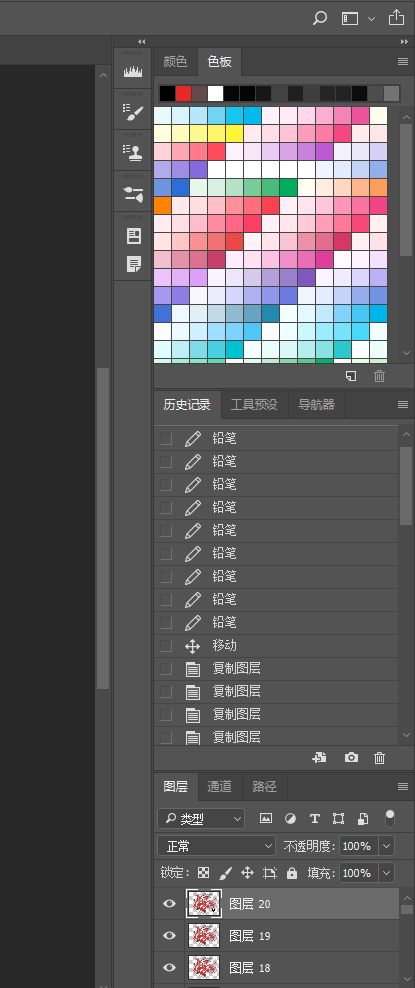 颜色 色板
历史记录 工具预设 导航器
铅笔
铅笔
铅笔
铅笔
铅笔
铅笔
铅笔
铅笔
铅笔
移动
复制图层
复制图层
复制图层
复制图层
图层 通道 路径
类型
正常 不透明度: 100%
锁定: 填充: 100%
图层 20
图层 19
图层 18